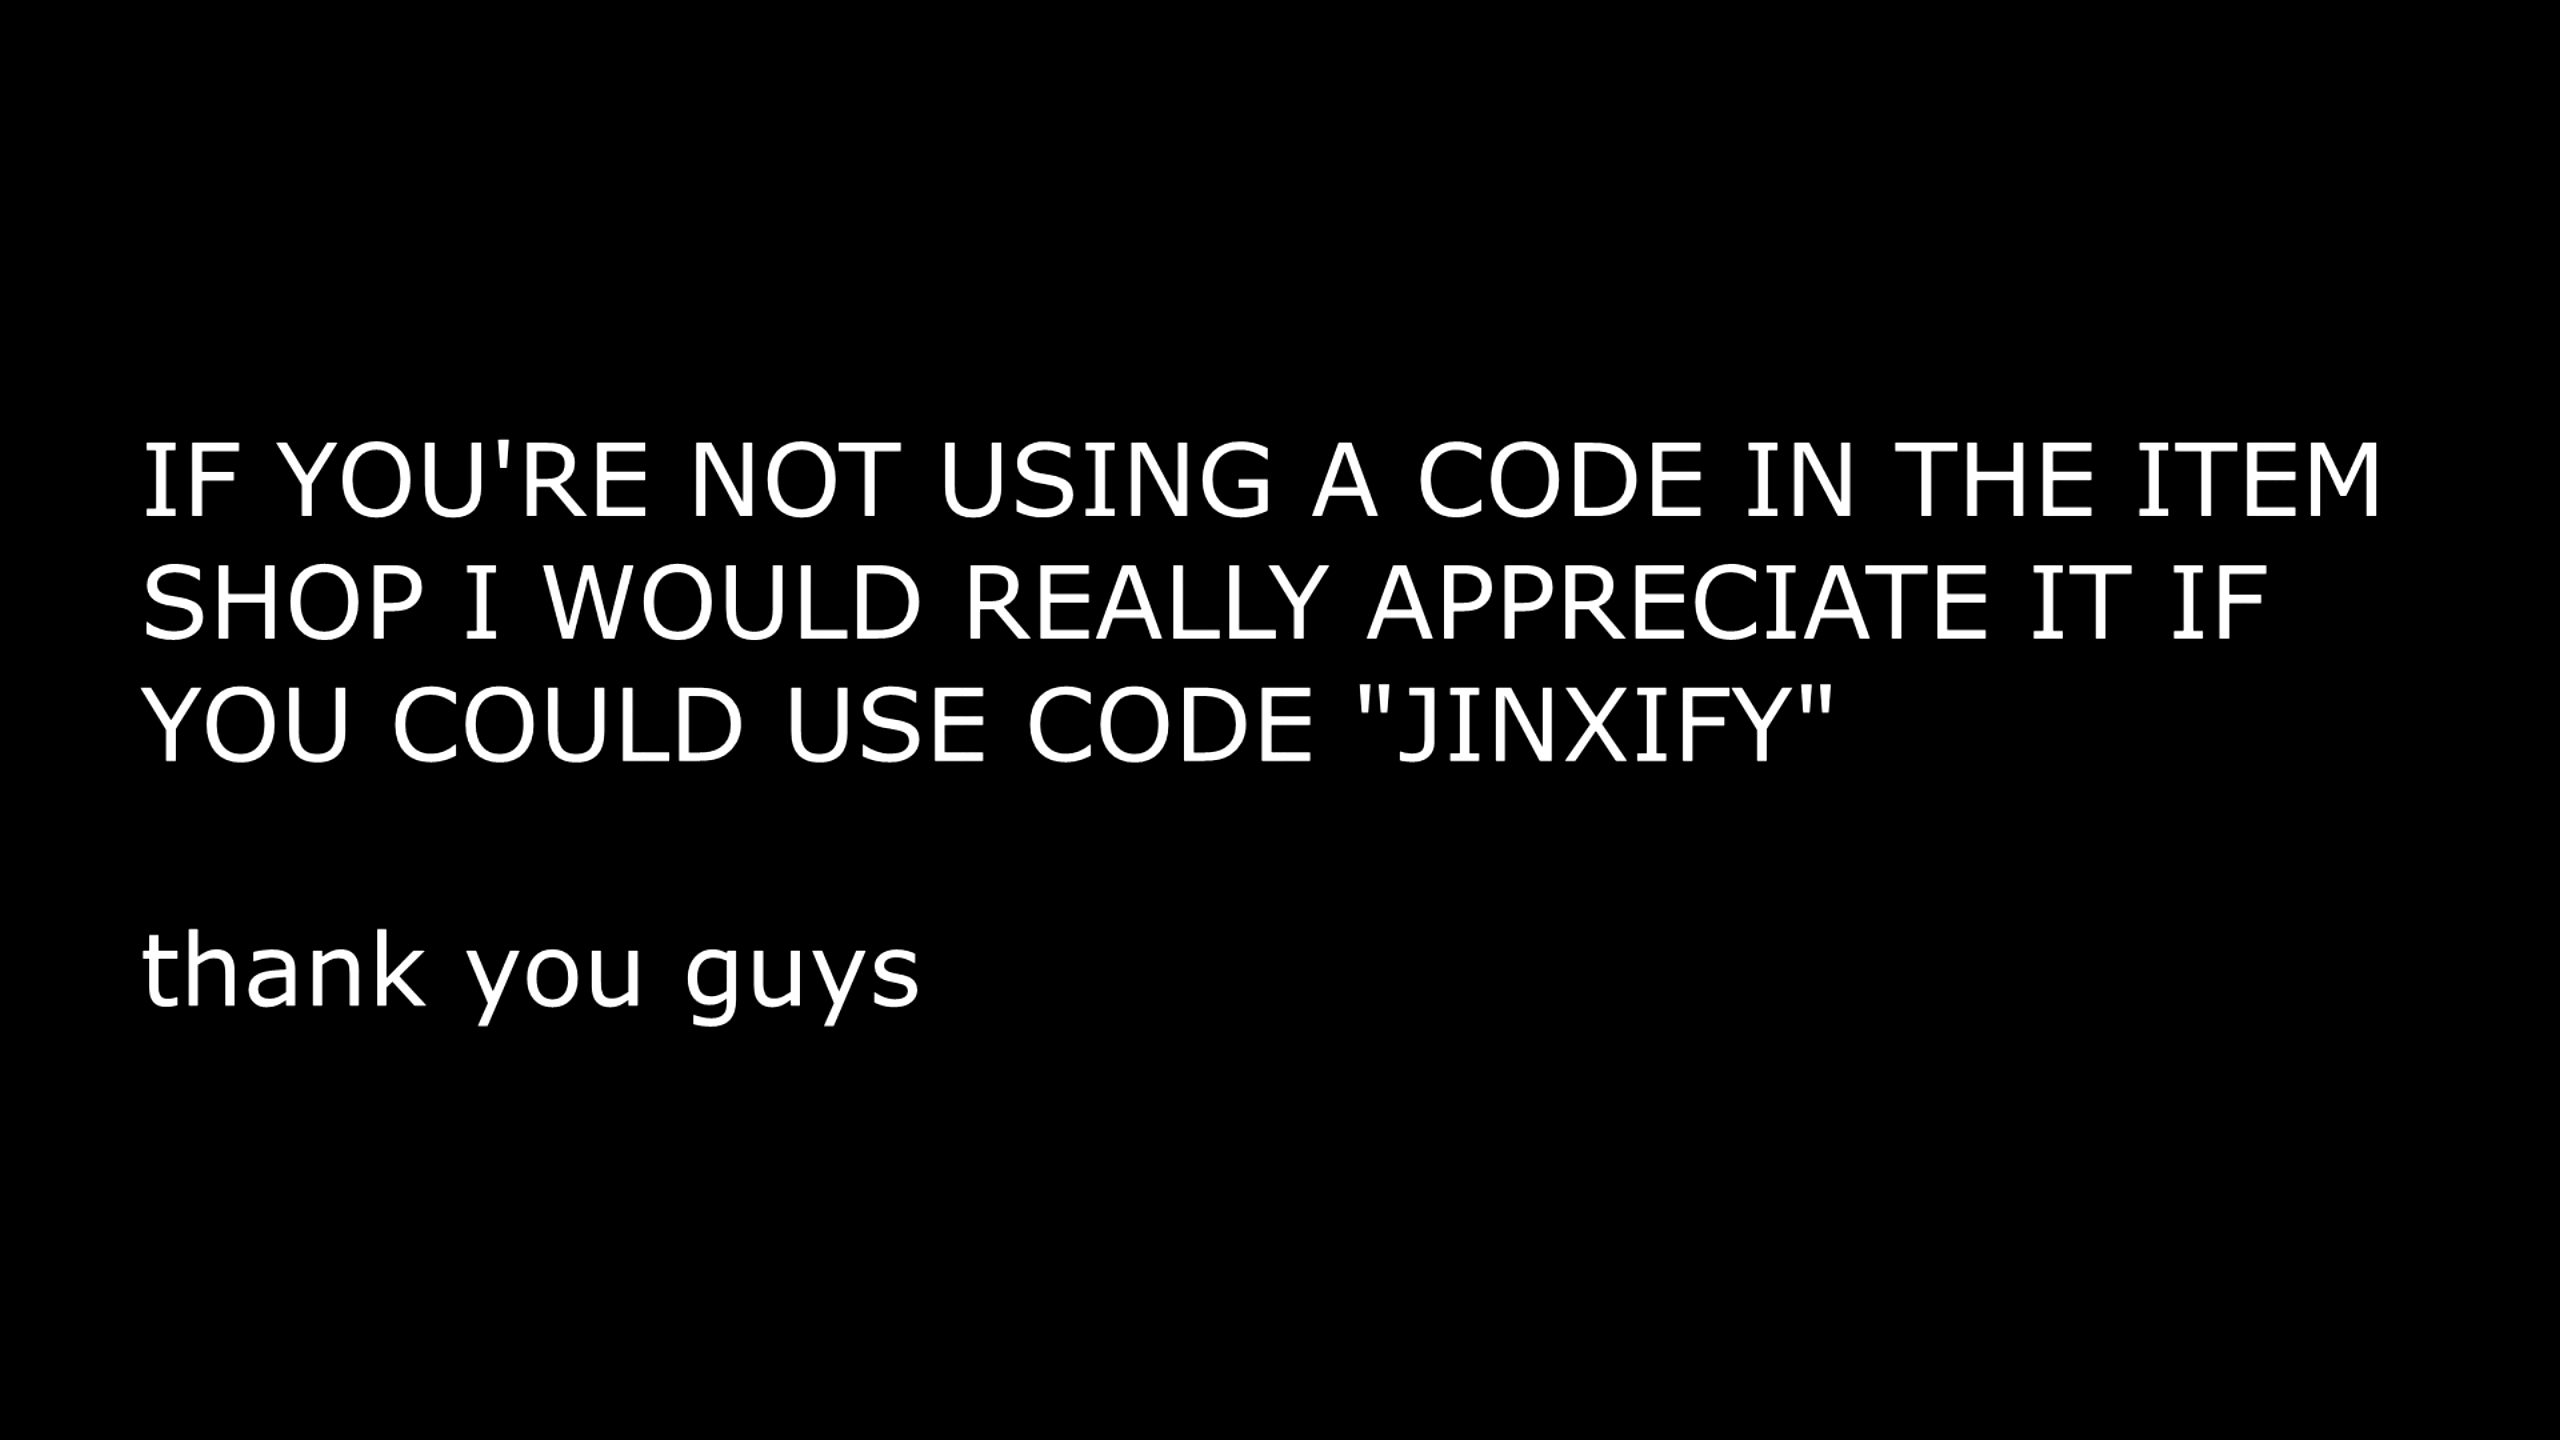 IF YOU'RE NOT USING A CODE IN THE ITEM
SHOP I WOULD REALLY APPRECIATE IT IF
YOU COULD USE CODE "JINXIFY"
thank you guys